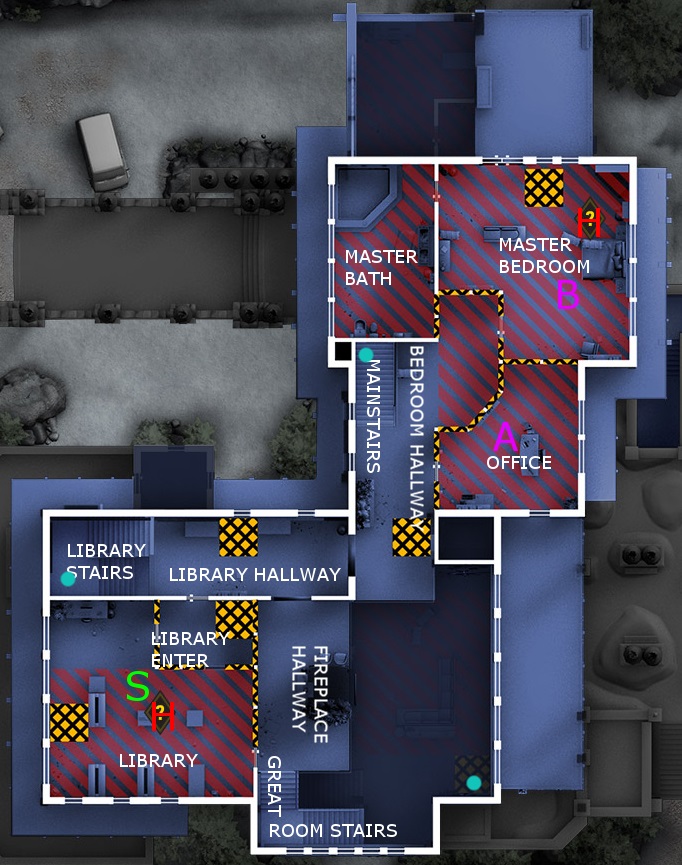 MASTER
BATH
MASTER
BEDROOM
H
?
B
MAINSTAIRS
BEDROOM HALLWAY
A
OFFICE
LIBRARY
STAIRS
LIBRARY HALLWAY
LIBRARY
ENTER
FIREPLACE
HALLWAY
S
H
?
LIBRARY
GREAT
ROOM STAIRS